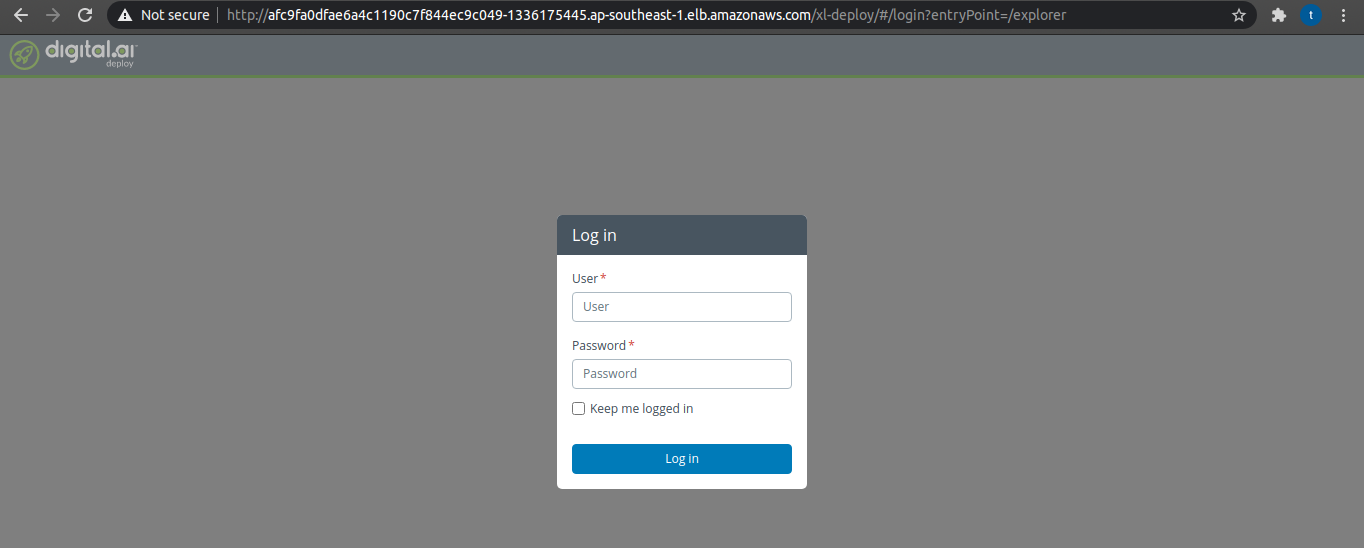 Not secure | http://afc9fa0dfae6a4c1190c7f844ec9c049-1336175445.ap-southeast-1.elb.amazonaws.com/xl-deploy/#/login?entryPoint=/explorer
t
digital.ai
deploy
Log in
User *
User
Password *
Password
Keep me logged in
Log in